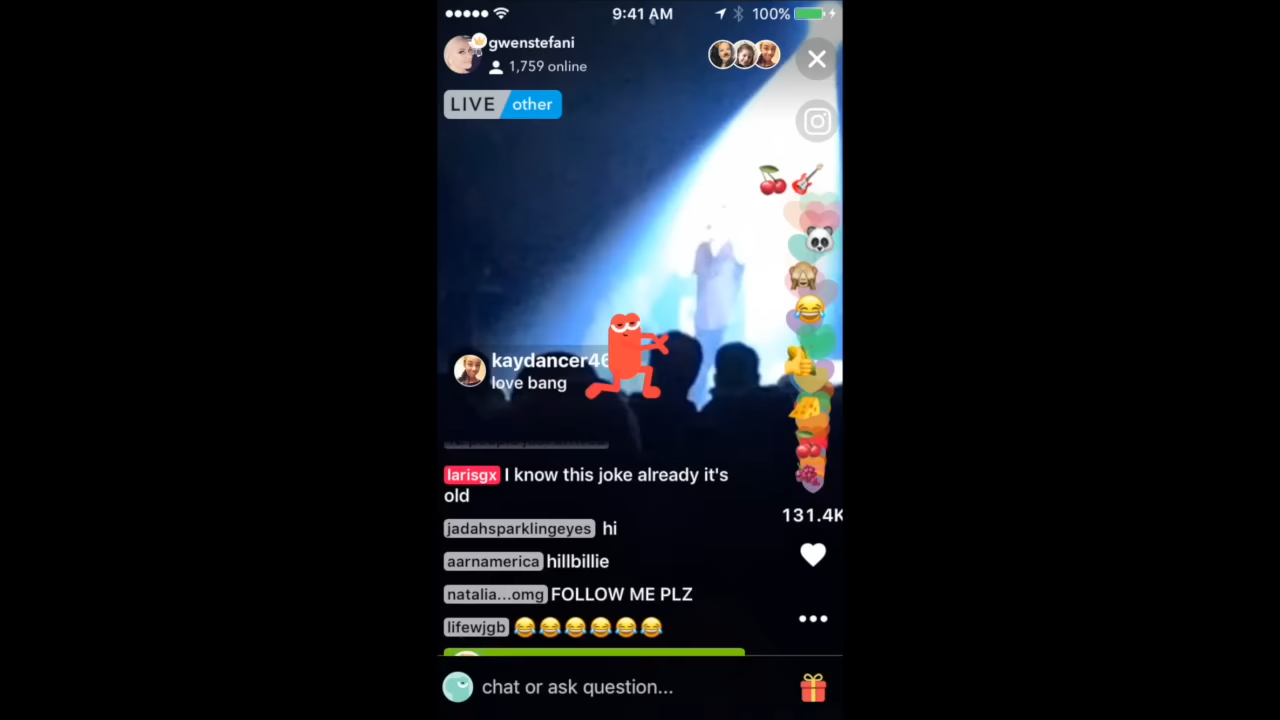 9:41 AM
100%
gwenstefani
1,759 online
LIVE other
kaydancer46
love bang
larisgx I know this joke already it's
old
jadahsparklingeyes hi
aarnamerica hillbillie
natalia...omg FOLLOW ME PLZ
lifewjgb 😂😂😂😂😂😂
131.4K
chat or ask question...